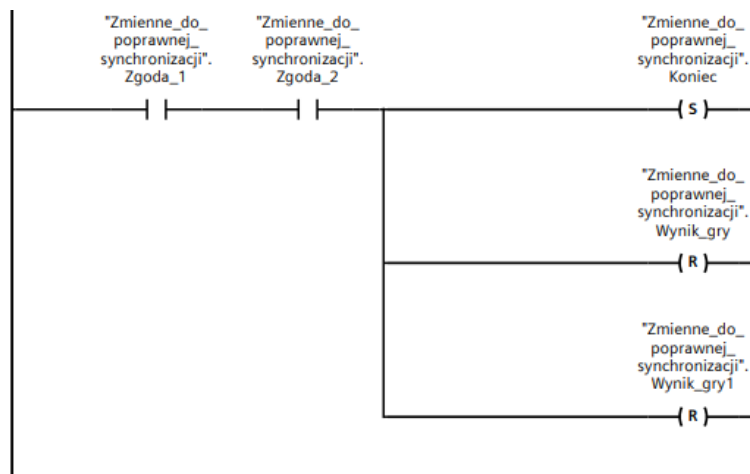 "Zmienne_do_
poprawnej_
synchronizacji".
Zgoda_1
"Zmienne_do_
poprawnej_
synchronizacji".
Zgoda_2
"Zmienne_do_
poprawnej_
synchronizacji".
Koniec
S
"Zmienne_do_
poprawnej_
synchronizacji".
Wynik_gry
R
"Zmienne_do_
poprawnej_
synchronizacji".
Wynik_gry1
R